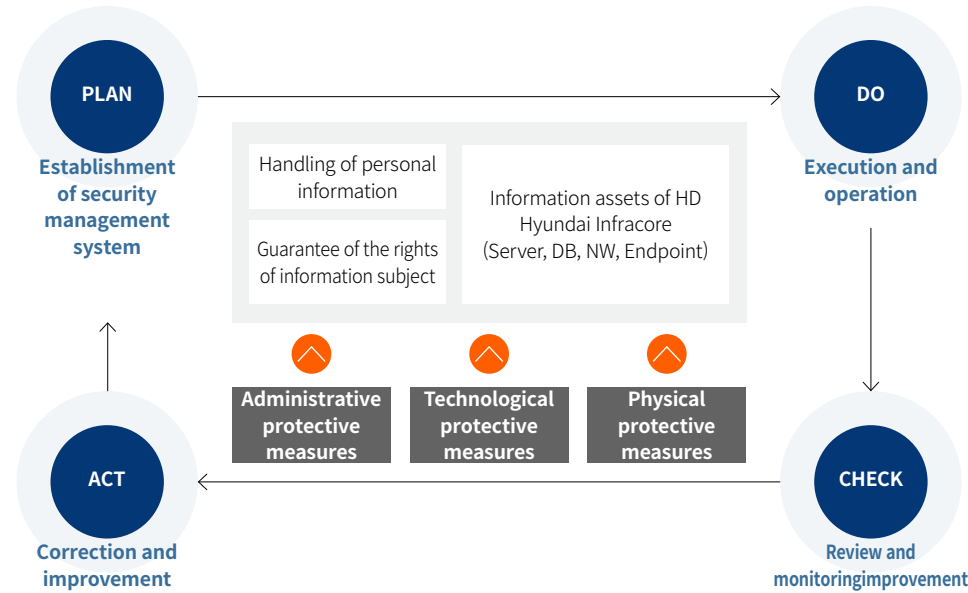 PLAN
Establishment
of security
management
system
DO
Execution and
operation
Handling of personal
information
Guarantee of the rights
of information subject
Information assets of HD
Hyundai Infracore
(Server, DB, NW, Endpoint)
Administrative
protective
measures
Technological
protective
measures
Physical
protective
measures
ACT
Correction and
improvement
CHECK
Review and
monitoringimprovement